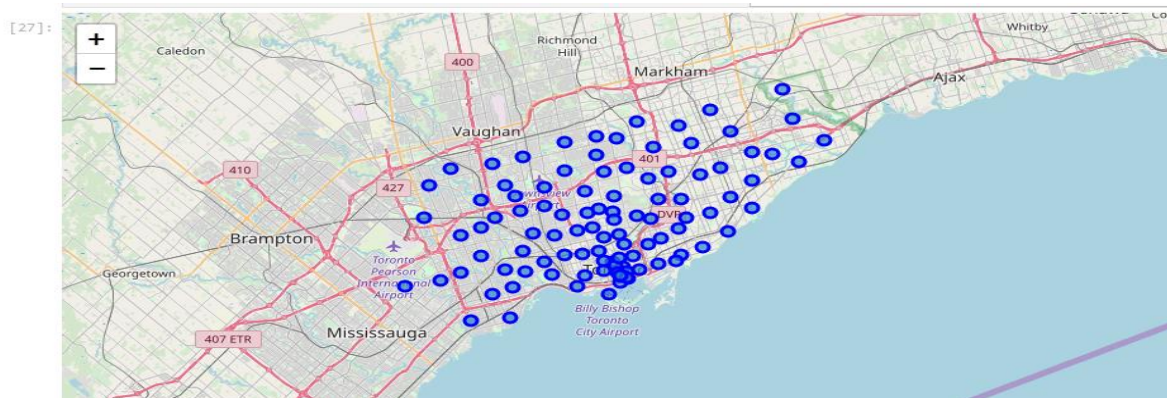 [27]:
+
−
Caledon
Richmond
Hill
Whitby
400
Markham
Ajax
Vaughan
401
410
427
DVP
Brampton
Toronto
Pearson
International
Airport
Georgetown
Billy Bishop
Toronto
City Airport
Mississauga
407 ETR